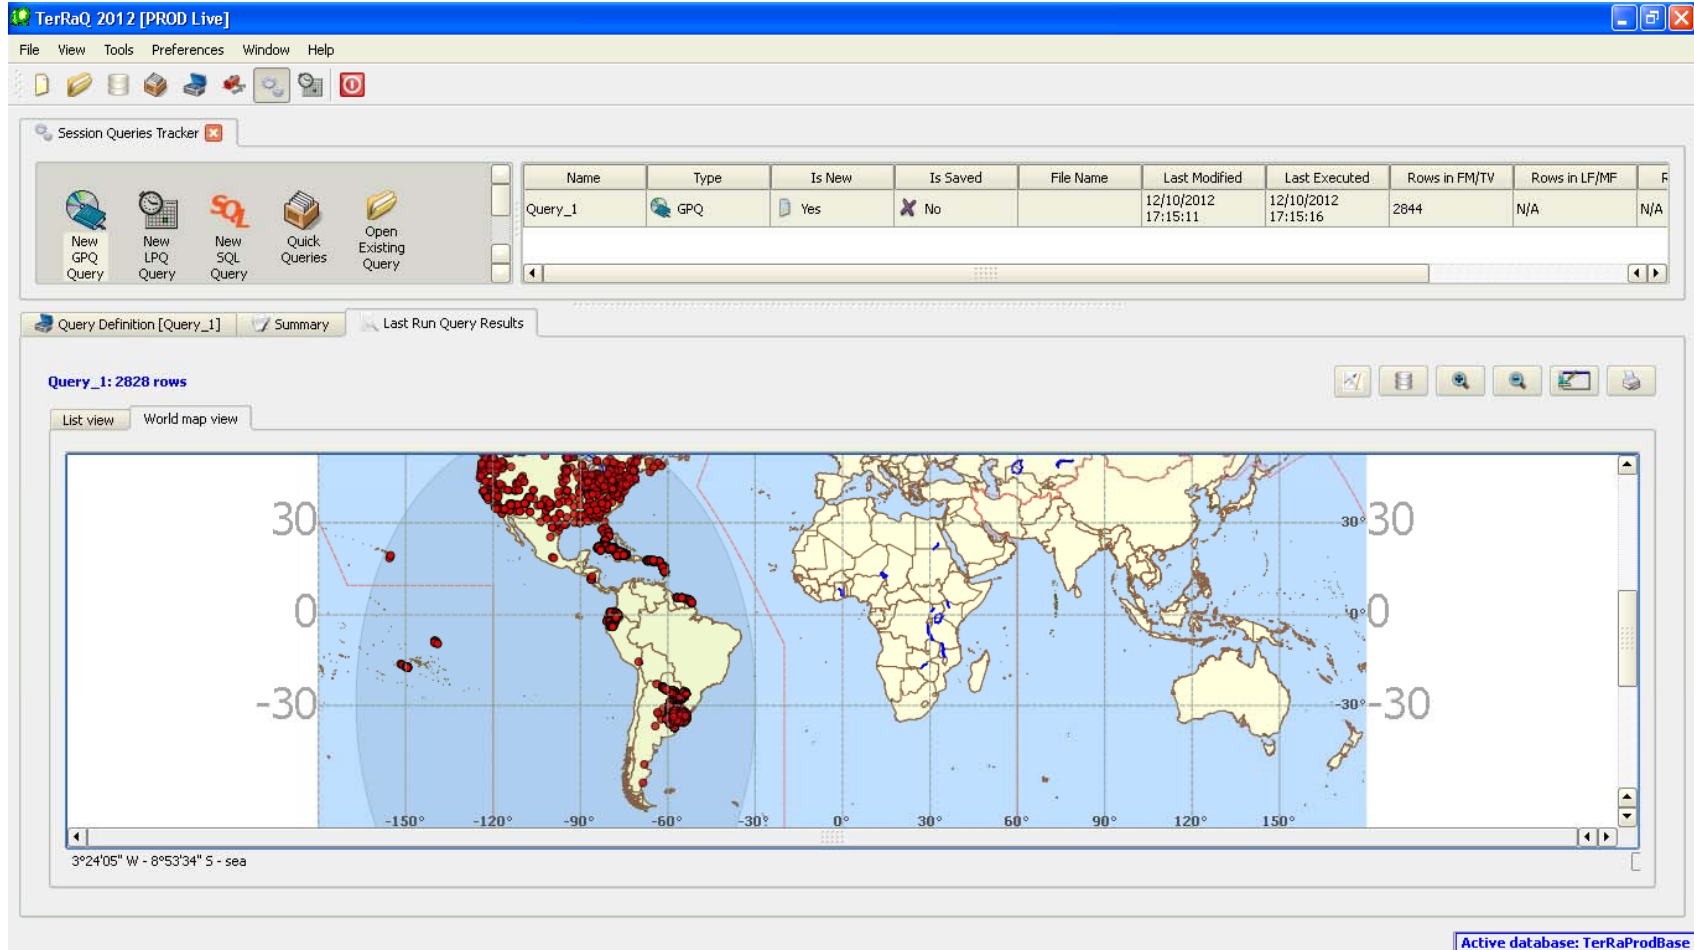 TerRaQ 2012 [PROD Live]
File View Tools Preferences Window Help
Session Queries Tracker
New GPQ Query
New LPQ Query
SQL
New SQL Query
Quick Queries
Open Existing Query
Name Type Is New Is Saved File Name Last Modified Last Executed Rows in FM/TV Rows in LF/MF R
Query_1 GPQ Yes No 12/10/2012 17:15:11 12/10/2012 17:15:16 2844 N/A N/A
Query Definition [Query_1] Summary Last Run Query Results
Query_1: 2828 rows
List view World map view
30 30° 30
0 0° 0
-30 -30° -30
-150° -120° -90° -60° -30° 0° 30° 60° 90° 120° 150°
3°24'05" W - 8°53'34" S - sea
Active database: TerRaProdBase